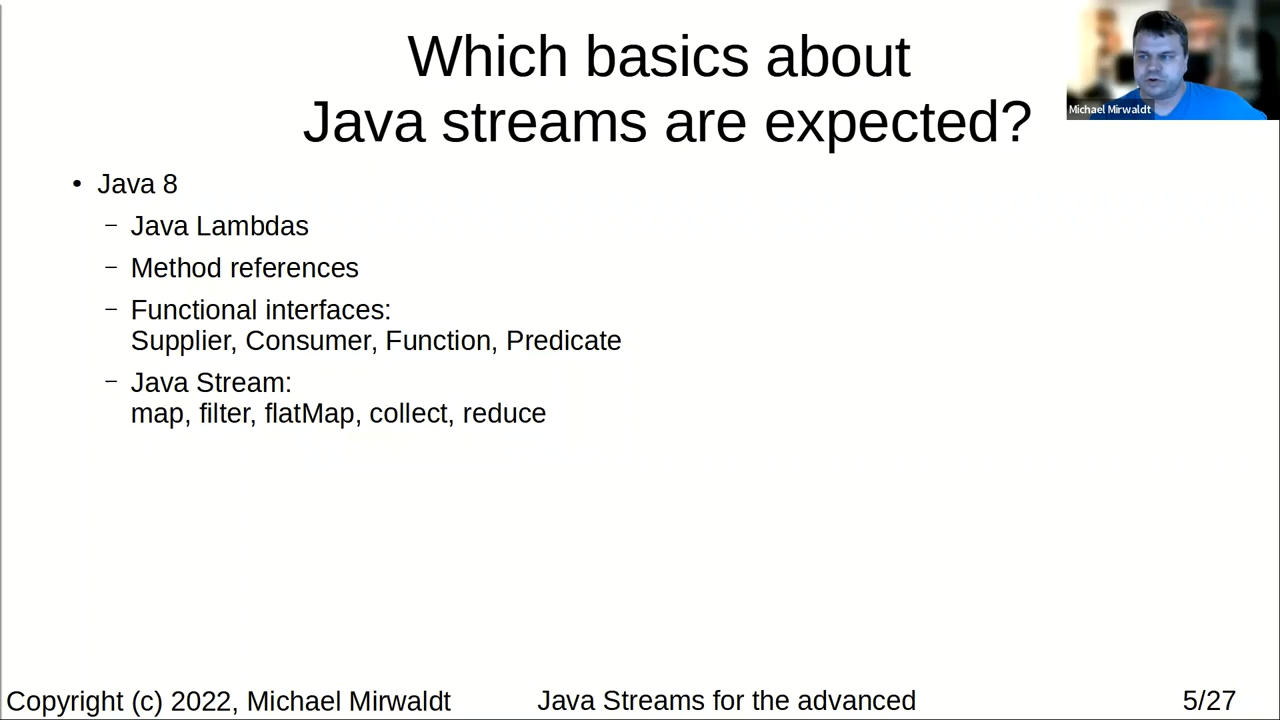 Which basics about
Java streams are expected?
Michael Mirwaldt
• Java 8
– Java Lambdas
– Method references
– Functional interfaces:
Supplier, Consumer, Function, Predicate
– Java Stream:
map, filter, flatMap, collect, reduce
Copyright (c) 2022, Michael Mirwaldt
Java Streams for the advanced
5/27